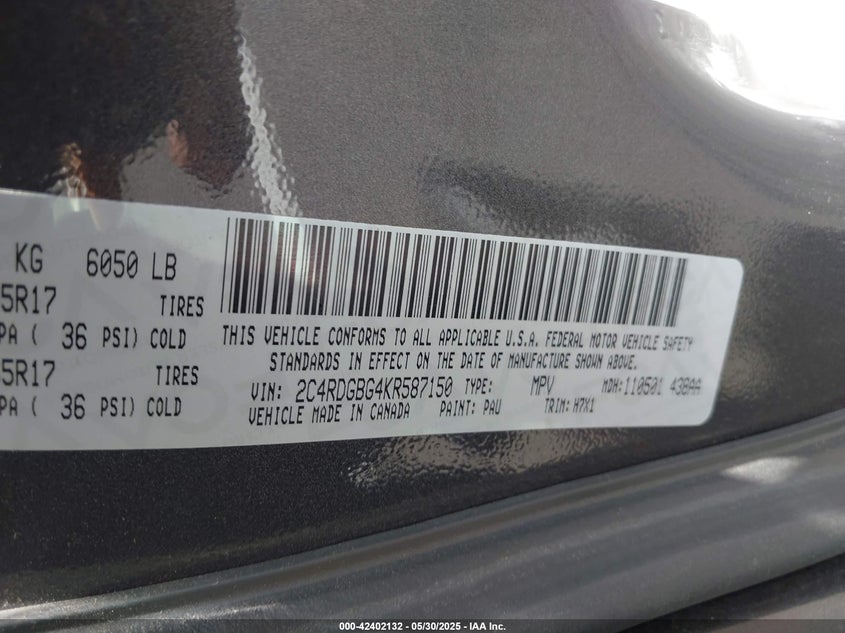 KG 6050 LB
5R17 TIRES
PA ( 36 PSI) COLD
5R17 TIRES
PA ( 36 PSI) COLD
THIS VEHICLE CONFORMS TO ALL APPLICABLE U.S.A. FEDERAL MOTOR VEHICLE SAFETY
STANDARDS IN EFFECT ON THE DATE OF MANUFACTURE SHOWN ABOVE.
VIN: 2C4RDGBG4KR587150 TYPE: MPV MDH: 110501 438AA
VEHICLE MADE IN CANADA PAINT: PAU TRIM: H7X1
000-42402132 - 05/30/2025 - IAA Inc.